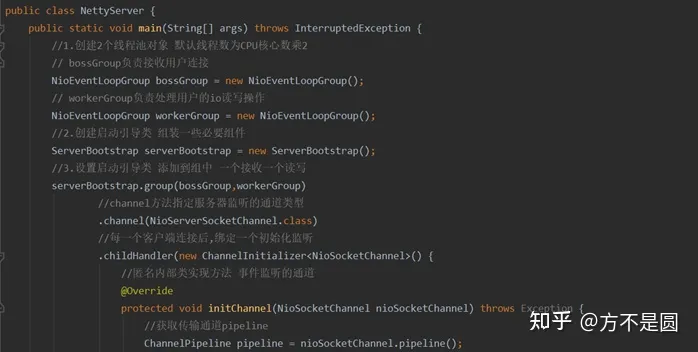 public class NettyServer {
public static void main(String[] args) throws InterruptedException {
//1.创建2个线程池对象 默认线程数为CPU核心数乘2
// bossGroup负责接收用户连接
NioEventLoopGroup bossGroup = new NioEventLoopGroup();
// workerGroup负责处理用户的io读写操作
NioEventLoopGroup workerGroup = new NioEventLoopGroup();
//2.创建启动引导类 组装一些必要组件
ServerBootstrap serverBootstrap = new ServerBootstrap();
//3.设置启动引导类 添加到组中 一个接收一个读写
serverBootstrap.group(bossGroup,workerGroup)
//channel方法指定服务器监听的通道类型
.channel(NioServerSocketChannel.class)
//每一个客户端连接后,绑定一个初始化监听
.childHandler(new ChannelInitializer<NioSocketChannel>() {
//匿名内部类实现方法 事件监听的通道
@Override
protected void initChannel(NioSocketChannel nioSocketChannel) throws Exception {
//获取传输通道pipeline
ChannelPipeline pipeline = nioSocketChannel.pipeline();
知乎 @方不是圆